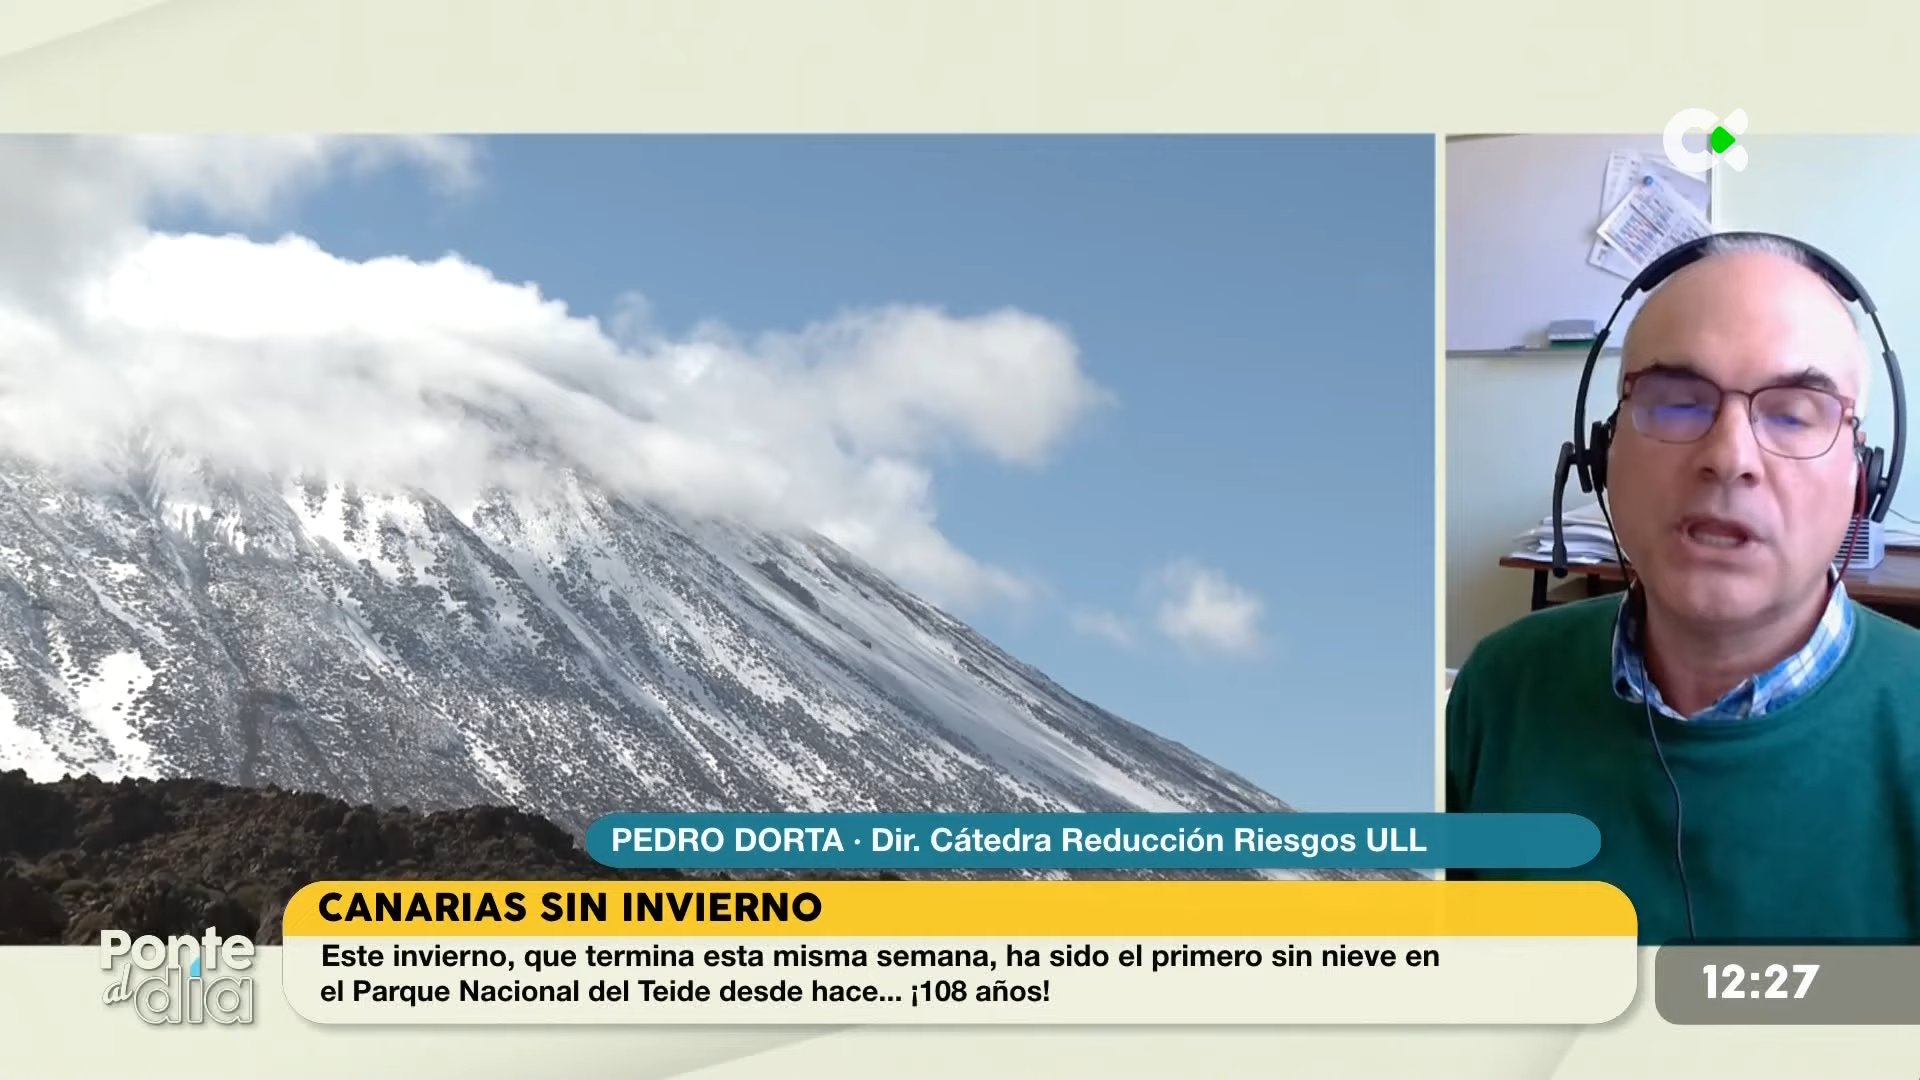 PEDRO DORTA · Dir. Cátedra Reducción Riesgos ULL
CANARIAS SIN INVIERNO
Este invierno, que termina esta misma semana, ha sido el primero sin nieve en
el Parque Nacional del Teide desde hace... ¡108 años!
Ponte
al día
12:27